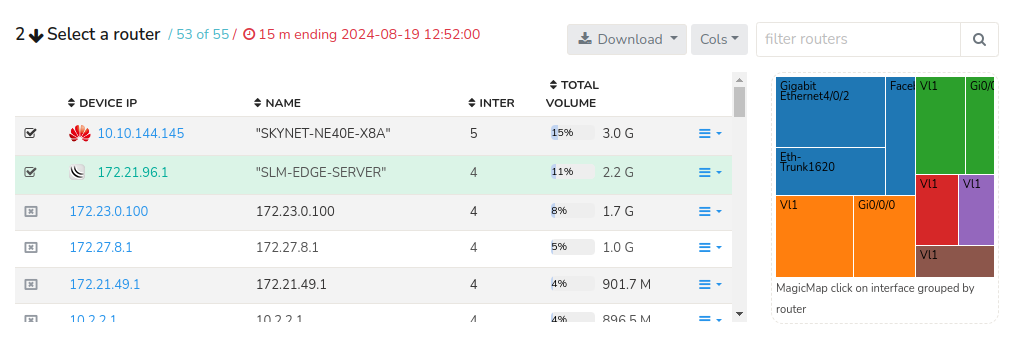 2 Select a router / 53 of 55 / 15 m ending 2024-08-19 12:52:00
Download
Cols
filter routers
DEVICE IP NAME INTER TOTAL
VOLUME
10.10.144.145 "SKYNET-NE40E-X8A" 5 15% 3.0 G
172.21.96.1 "SLM-EDGE-SERVER" 4 11% 2.2 G
172.23.0.100 172.23.0.100 4 8% 1.7 G
172.27.8.1 172.27.8.1 4 5% 1.0 G
172.21.49.1 172.21.49.1 4 4% 901.7 M
10.2.2.1 10.2.2.1 4 4% 896.5 M
Gigabit
Ethernet4/0/2
Facel
Vl1
Gi0/0
Eth-
Trunk1620
Vl1
Vl1
Vl1
Gi0/0/0
Vl1
MagicMap click on interface grouped by
router